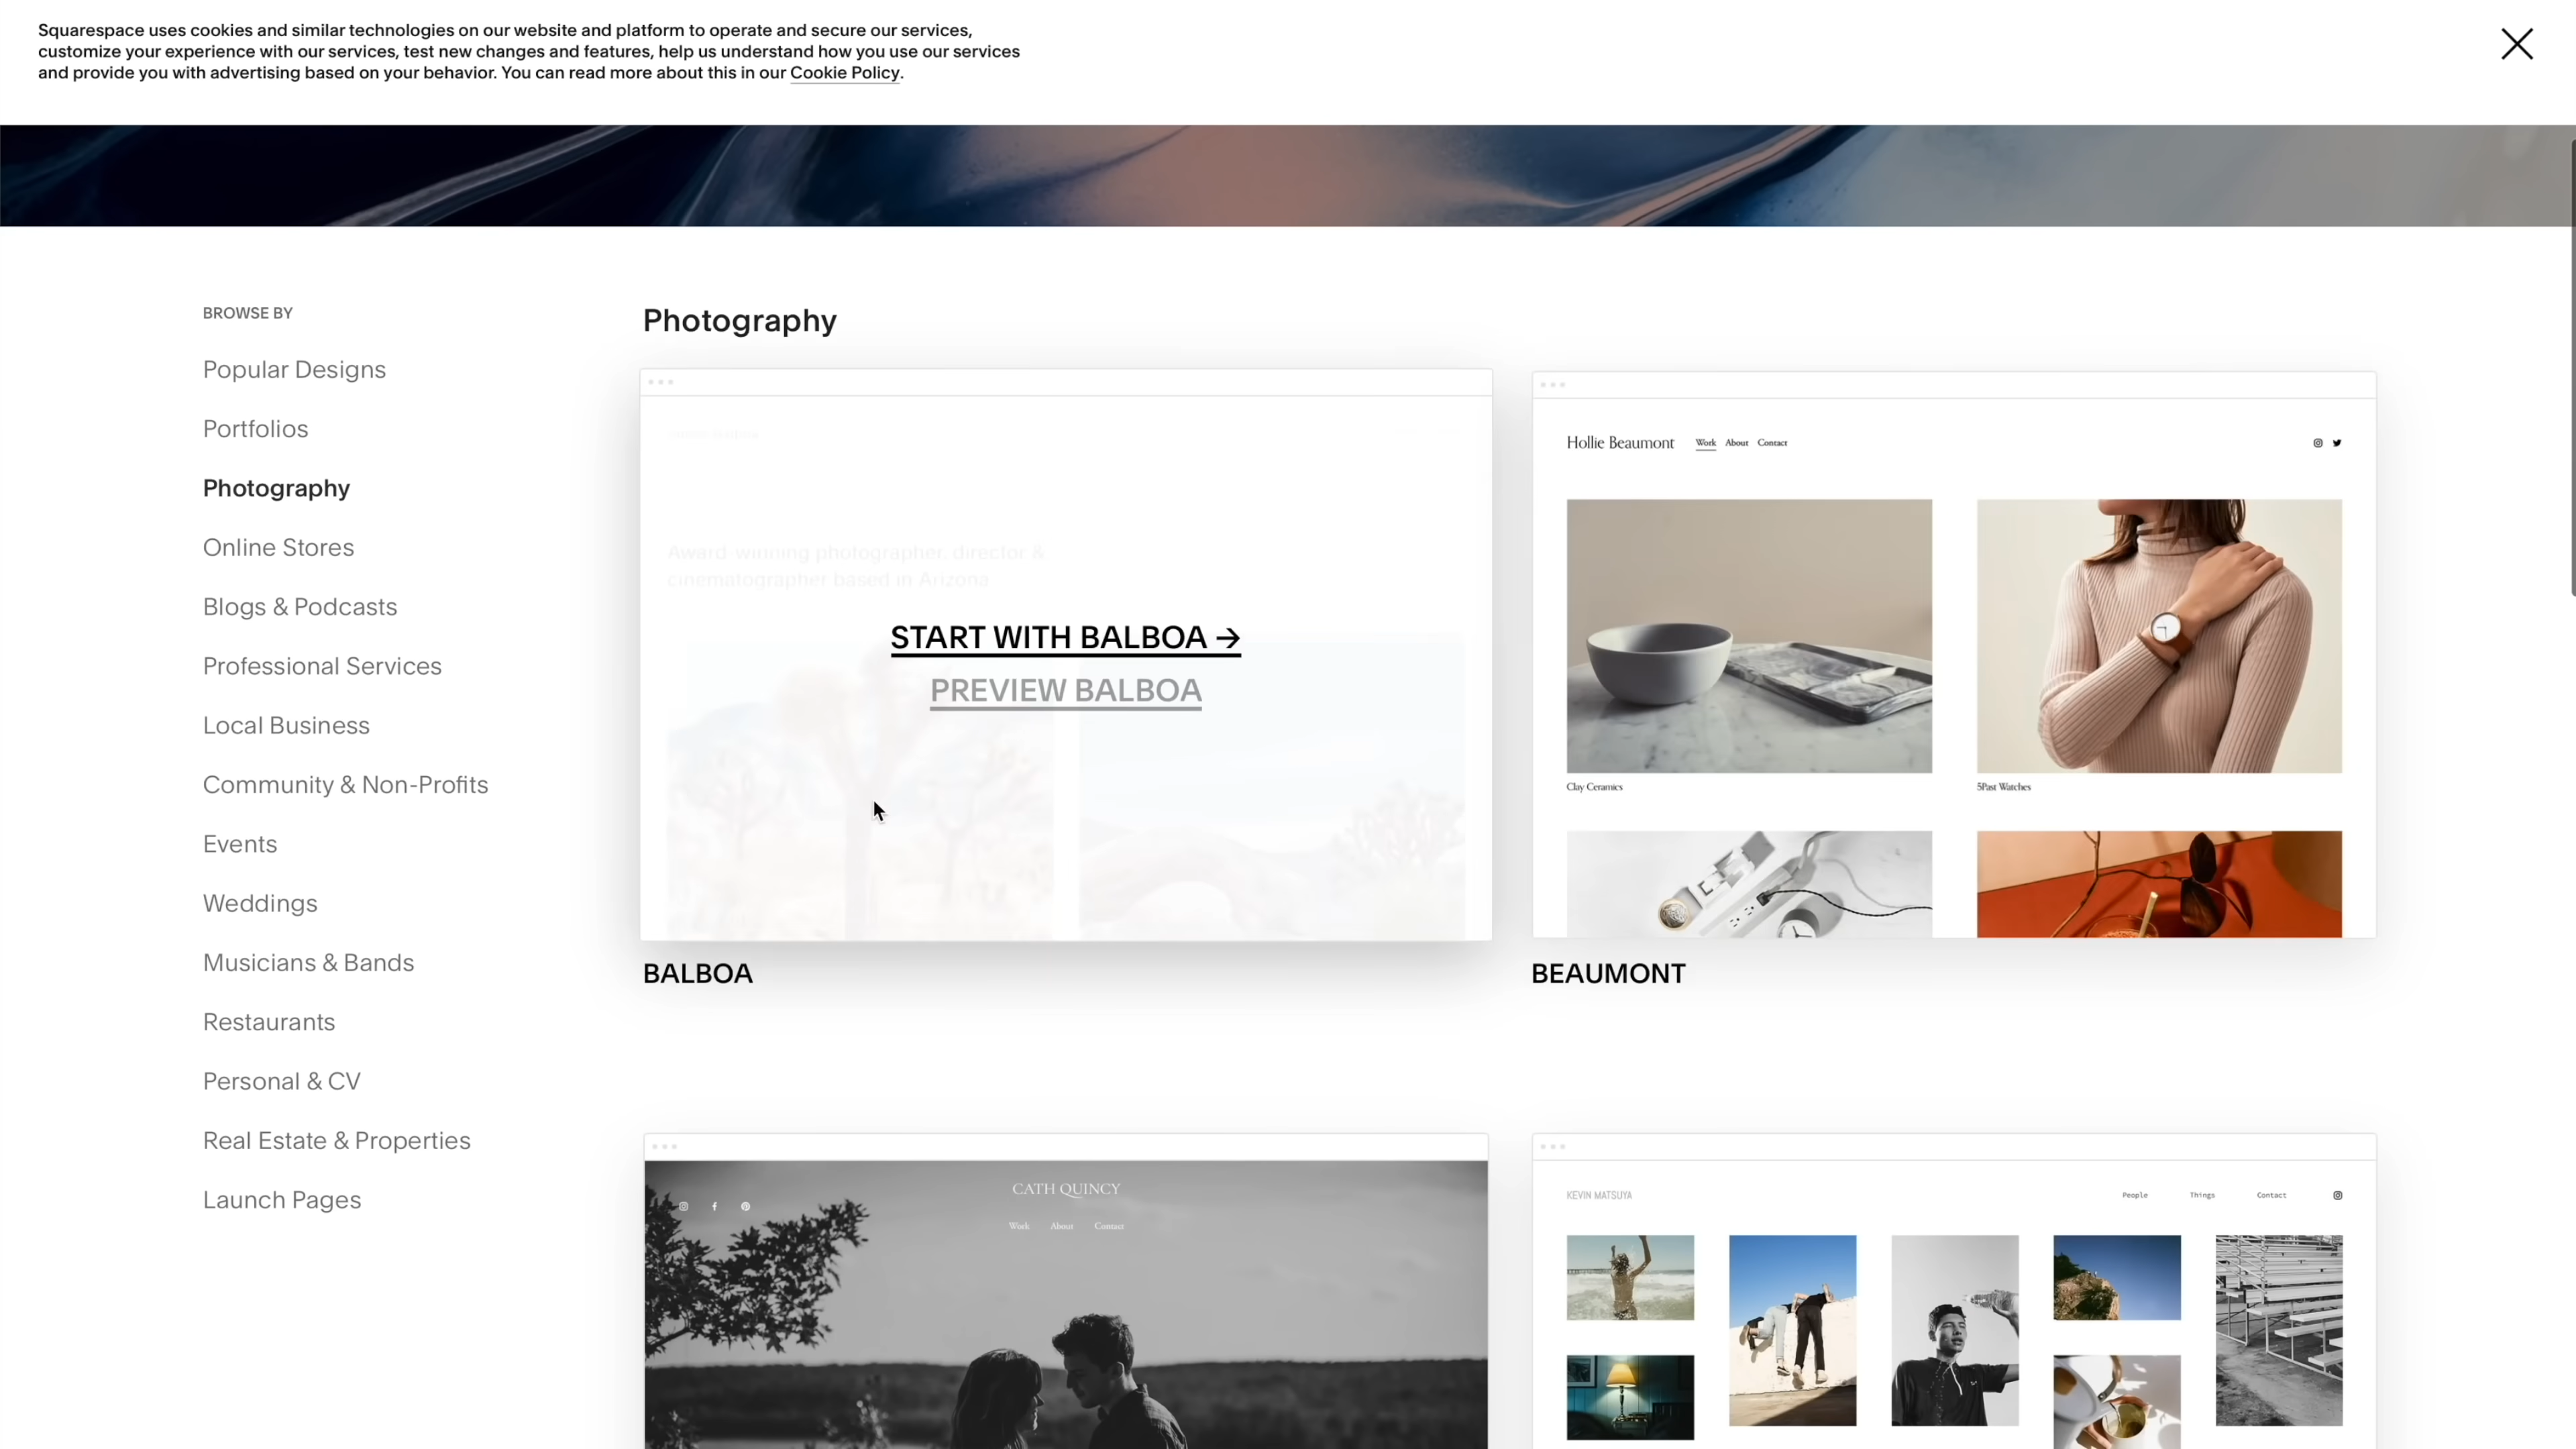 Squarespace uses cookies and similar technologies on our website and platform to operate and secure our services,
customize your experience with our services, test new changes and features, help us understand how you use our services
and provide you with advertising based on your behavior. You can read more about this in our Cookie Policy.
BROWSE BY
Popular Designs
Portfolios
Photography
Online Stores
Blogs & Podcasts
Professional Services
Local Business
Community & Non-Profits
Events
Weddings
Musicians & Bands
Restaurants
Personal & CV
Real Estate & Properties
Launch Pages
Photography
Award-winning photographer, director &
cinematographer based in Arizona
START WITH BALBOA →
PREVIEW BALBOA
BALBOA
Hollie Beaumont Work About Contact
Clay Ceramics
5Past Watches
BEAUMONT
CATH QUINCY
Work About Contact
KEVIN MATSUYA
People Things Contact